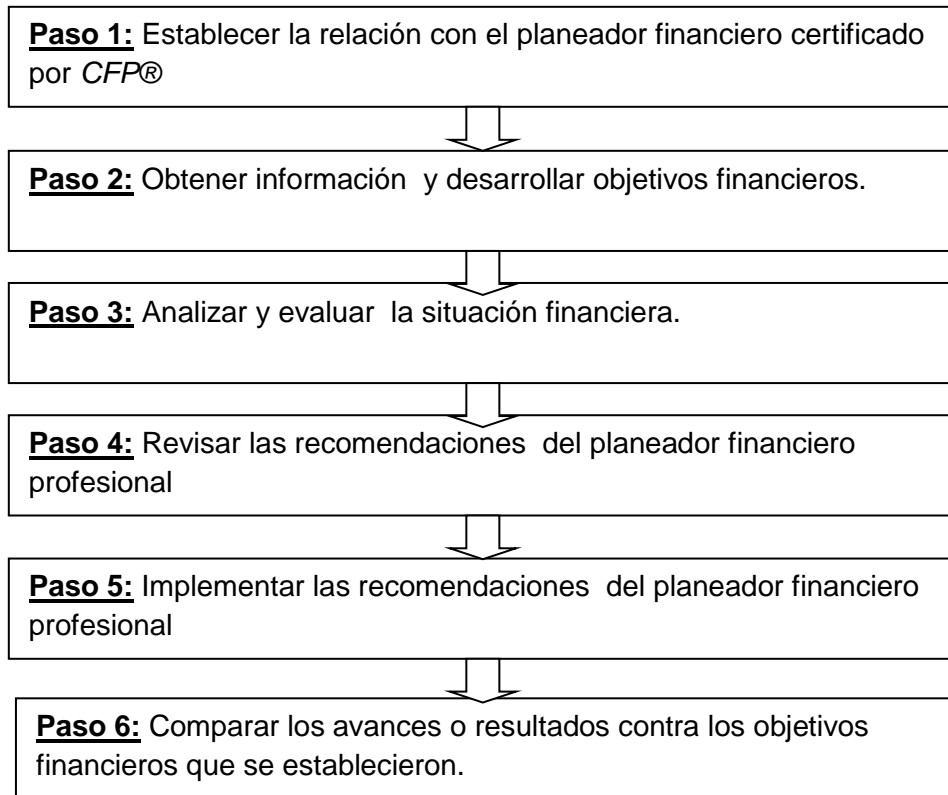 Paso 1: Establecer la relación con el planeador financiero certificado
por CFP®
Paso 2: Obtener información y desarrollar objetivos financieros.
Paso 3: Analizar y evaluar la situación financiera.
Paso 4: Revisar las recomendaciones del planeador financiero
profesional
Paso 5: Implementar las recomendaciones del planeador financiero
profesional
Paso 6: Comparar los avances o resultados contra los objetivos
financieros que se establecieron.